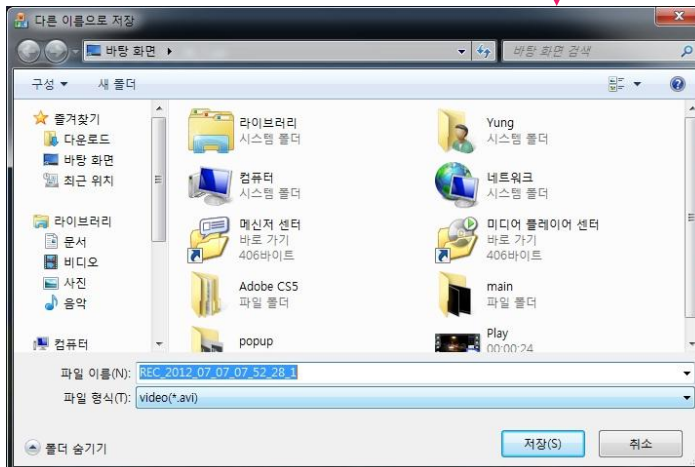 다른 이름으로 저장
바탕 화면
바탕 화면 검색
구성
새 폴더
즐겨찾기
다운로드
바탕 화면
최근 위치
라이브러리
문서
비디오
사진
음악
컴퓨터
라이브러리
시스템 폴더
Yung
시스템 폴더
컴퓨터
시스템 폴더
네트워크
시스템 폴더
메신저 센터
바로 가기
406바이트
미디어 플레이어 센터
바로 가기
406바이트
Adobe CS5
파일 폴더
main
파일 폴더
popup
Play
00:00:24
파일 이름(N): REC_2012_07_07_07_52_28_1
파일 형식(T): video(*.avi)
폴더 숨기기
저장(S)
취소